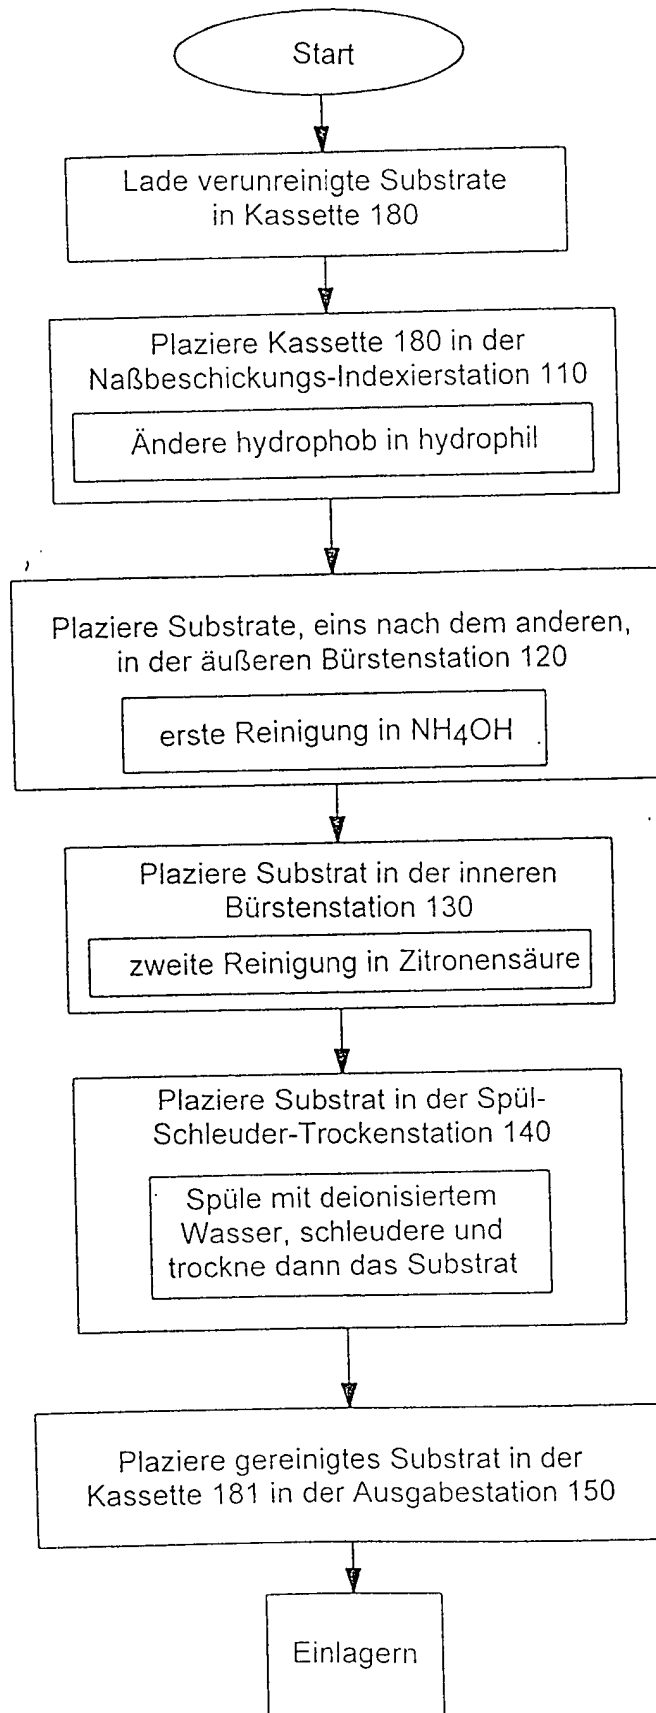 Start
Lade verunreinigte Substrate
in Kassette 180
Plaziere Kassette 180 in der
Naßbeschickungs-Indexierstation 110
Ändere hydrophob in hydrophil
Plaziere Substrate, eins nach dem anderen,
in der äußeren Bürstenstation 120
erste Reinigung in NH4OH
Plaziere Substrat in der inneren
Bürstenstation 130
zweite Reinigung in Zitronensäure
Plaziere Substrat in der Spül-
Schleuder-Trockenstation 140
Spüle mit deionisiertem
Wasser, schleudere und
trockne dann das Substrat
Plaziere gereinigtes Substrat in der
Kassette 181 in der Ausgabestation 150
Einlagern